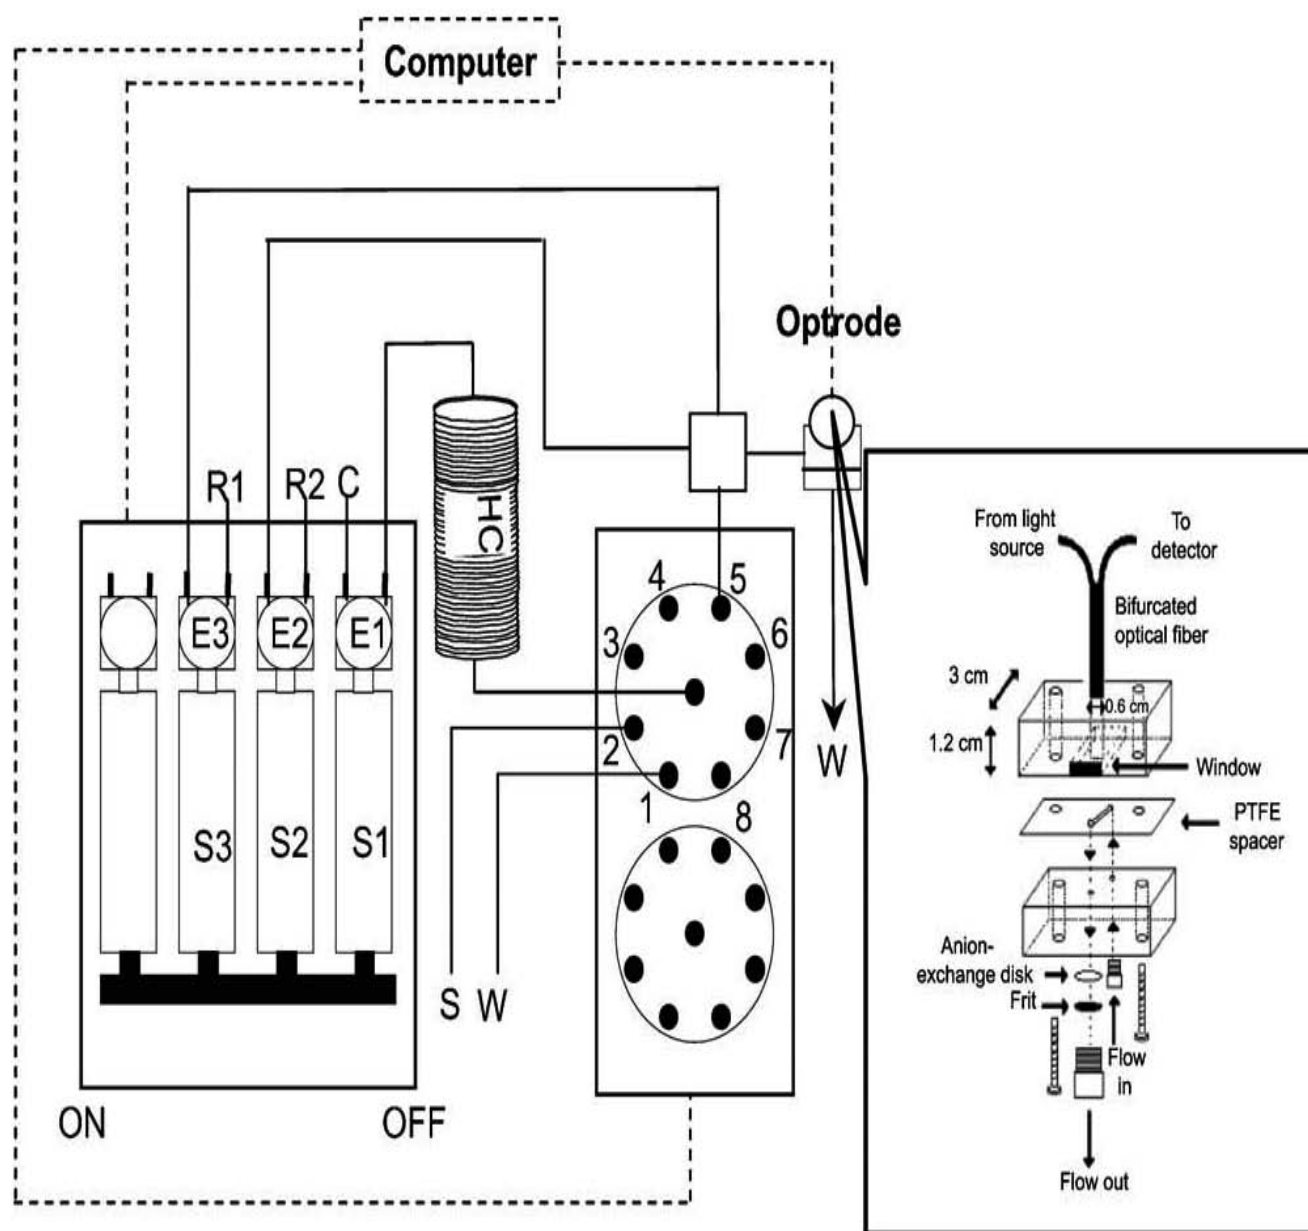 Computer
Optrode
R1
R2
C
HC
E3
E2
E1
S3
S2
S1
ON
OFF
S
W
4
5
3
6
2
7
1
8
W
From light
source
To
detector
Bifurcated
optical fiber
3 cm
0.6 cm
1.2 cm
Window
PTFE
spacer
Anion-
exchange disk
Frit
Flow
in
Flow out